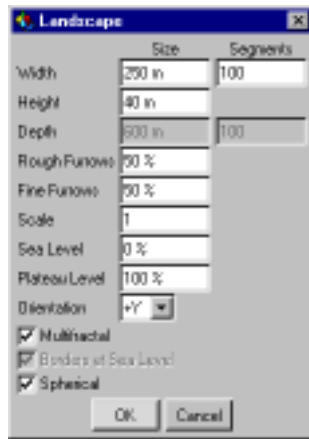 Landscape
Size Segments
Width 250 m 100
Height 40 m
Depth 600 m 100
Rough Furrows 50 %
Fine Furrows 50 %
Scale 1
Sea Level 0 %
Plateau Level 100 %
Orientation +Y
Multifractal
Borders at Sea Level
Spherical
OK Cancel